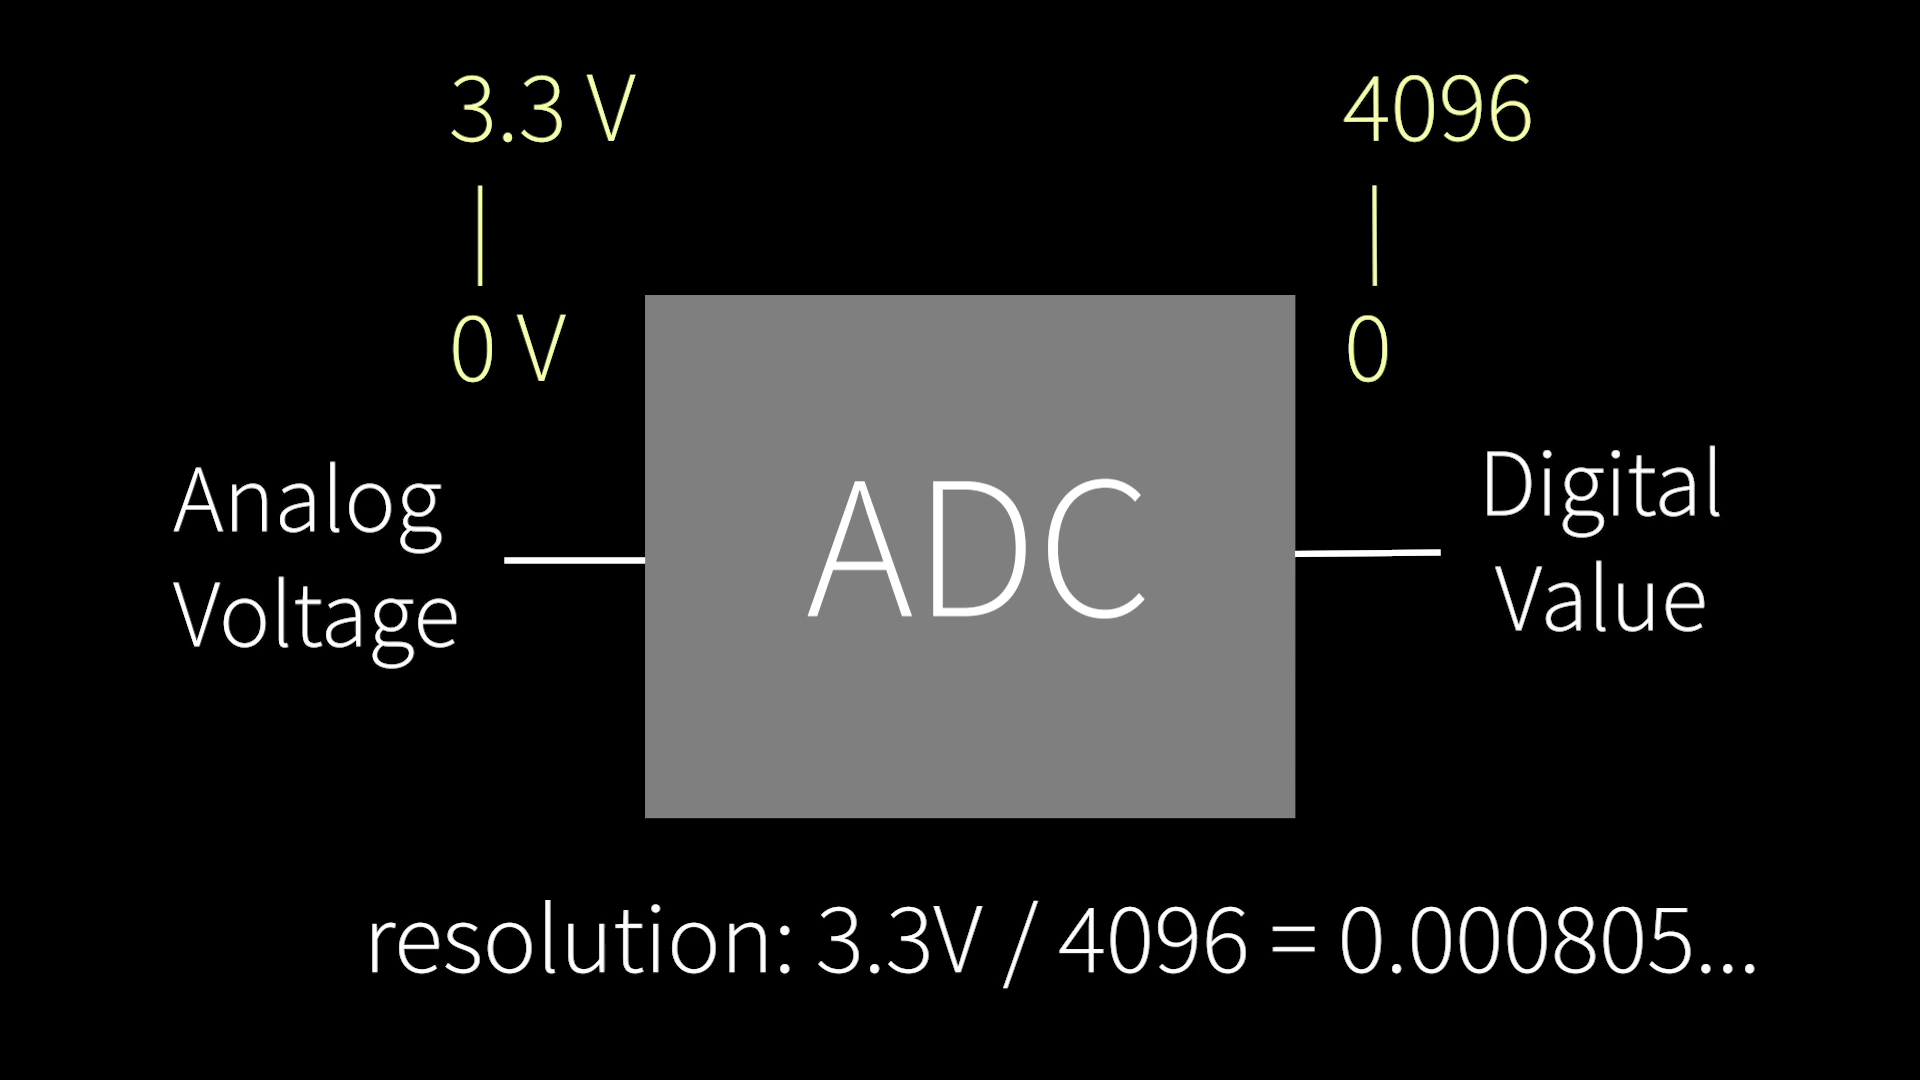 3.3 V
0 V
4096
0
Analog
Voltage
ADC
Digital
Value
resolution: 3.3V / 4096 = 0.000805...